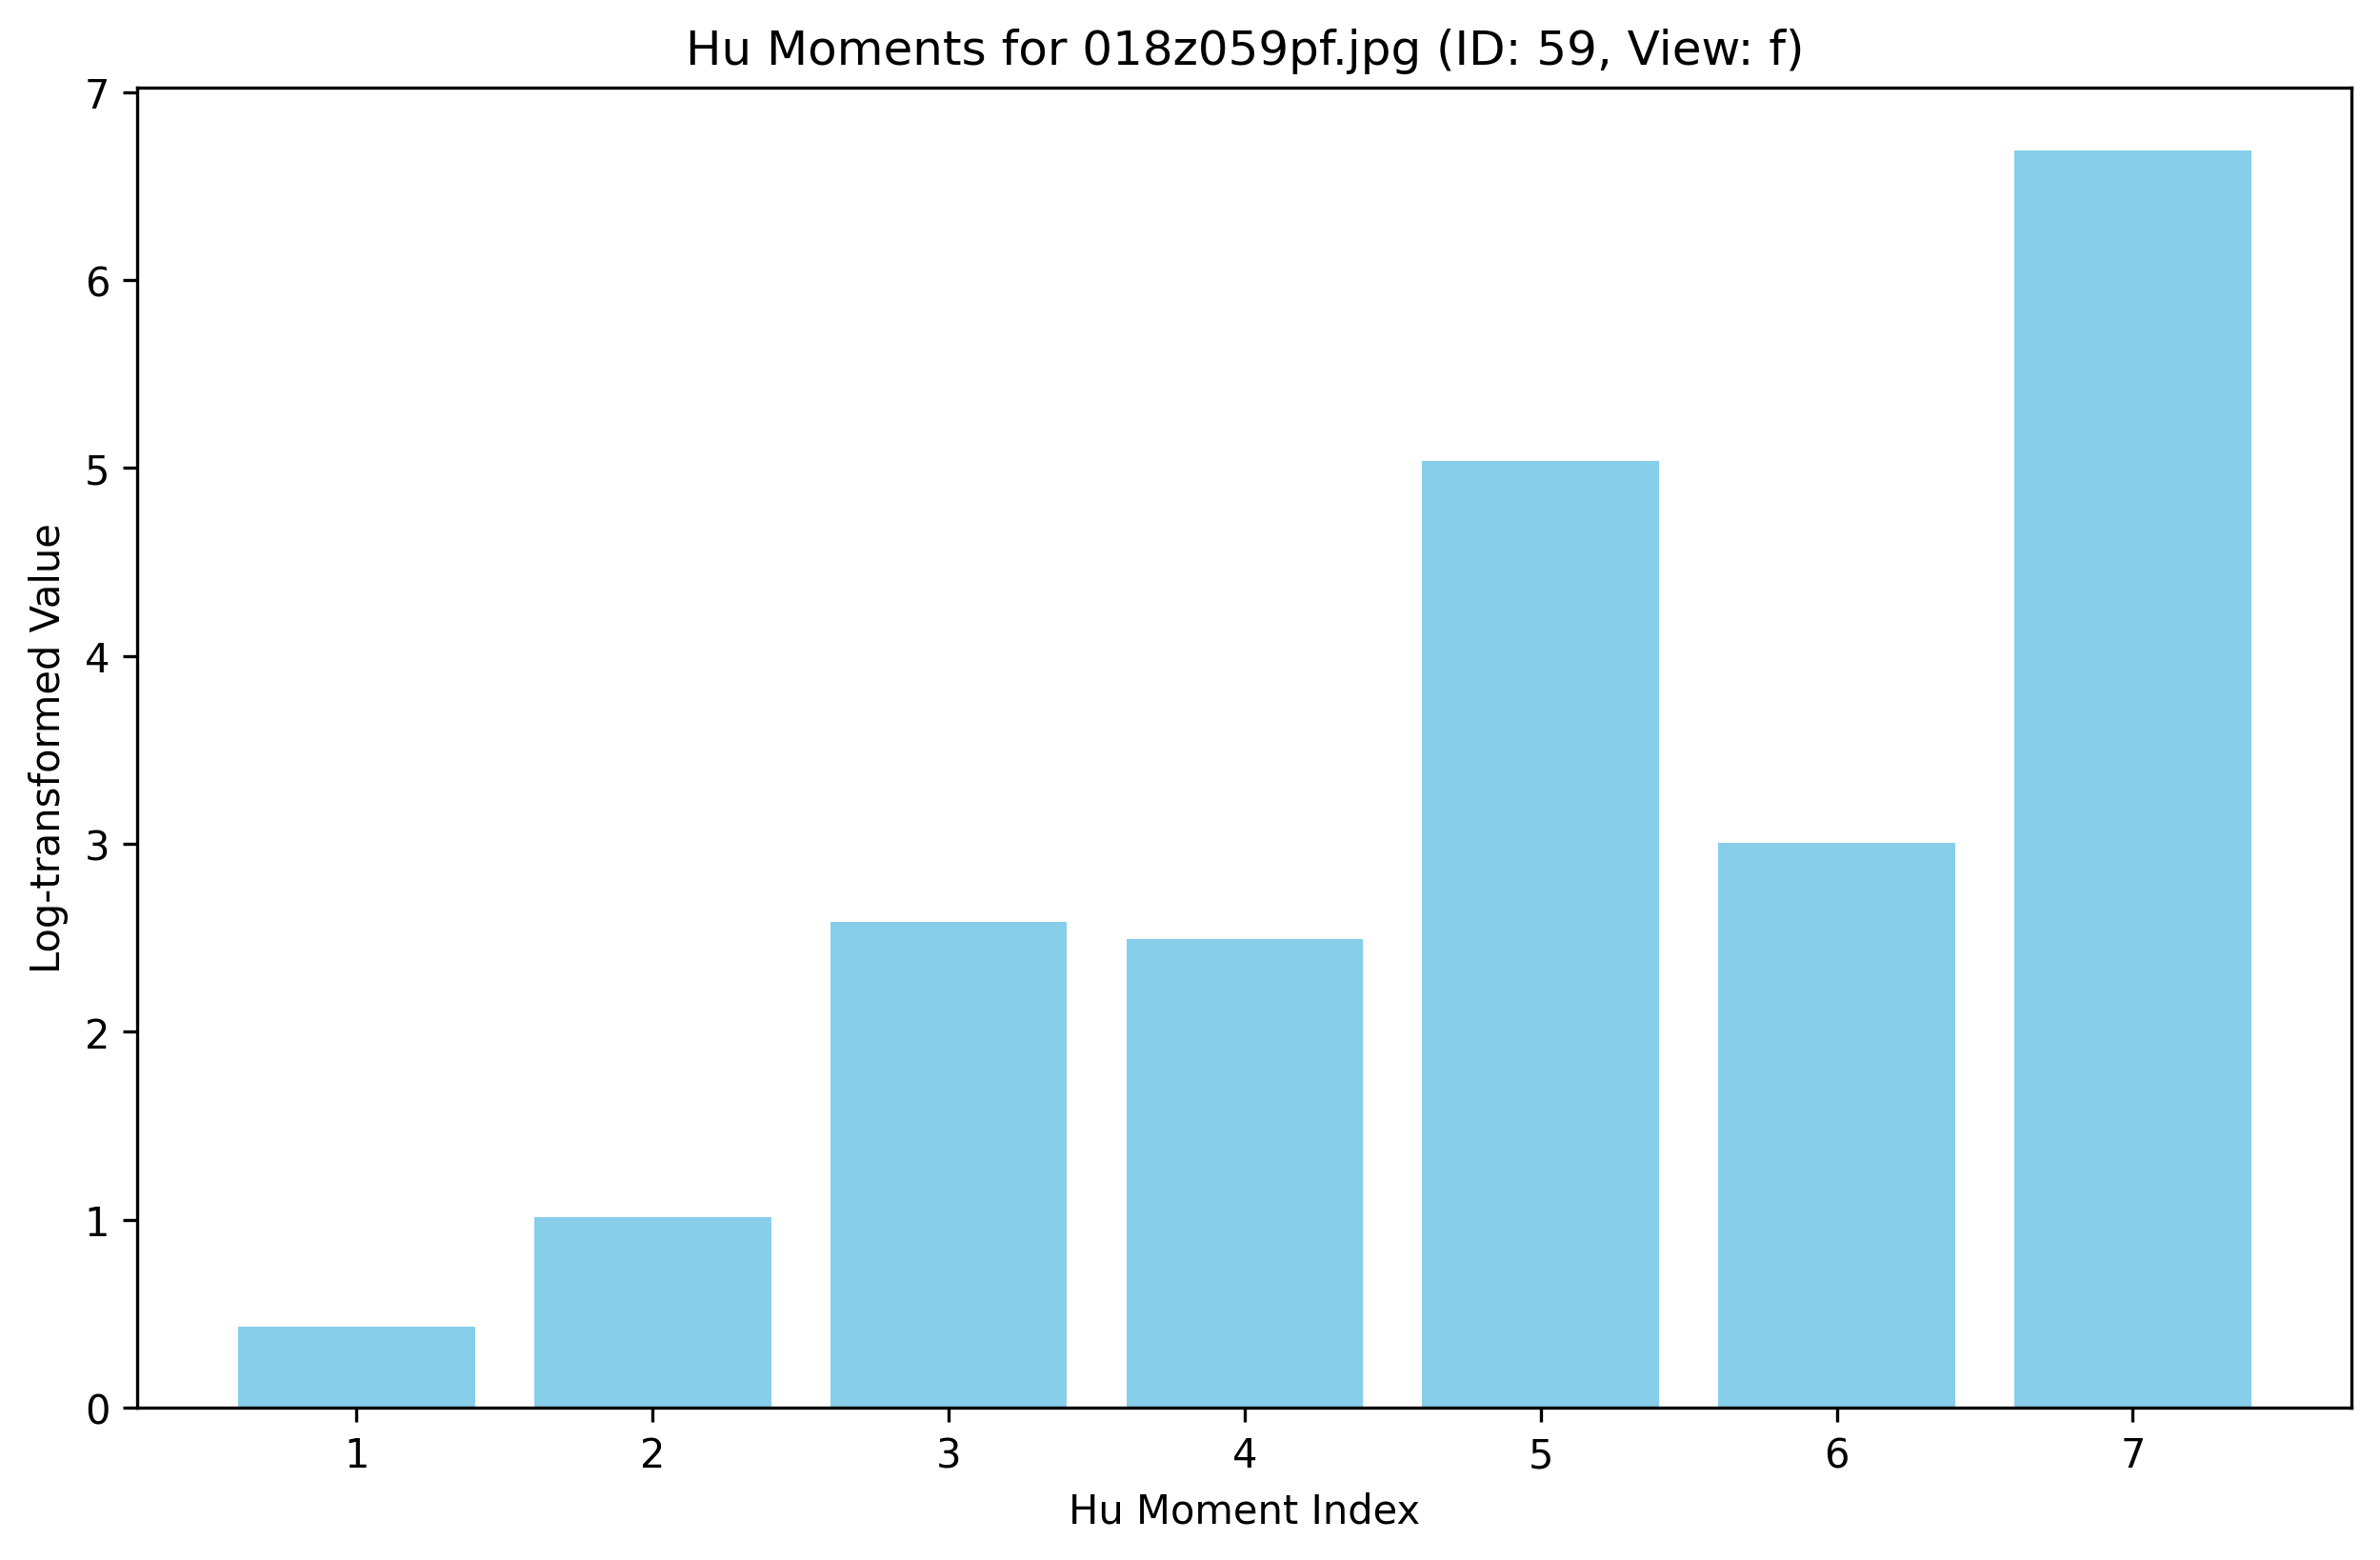 Hu Moments for 018z059pf.jpg (ID: 59, View: f)
Log-transformed Value
7
6
5
4
3
2
1
0
1 2 3 4 5 6 7
Hu Moment Index